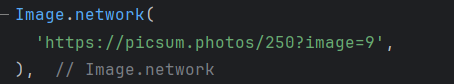 Image.network(
'https://picsum.photos/250?image=9',
), // Image.network